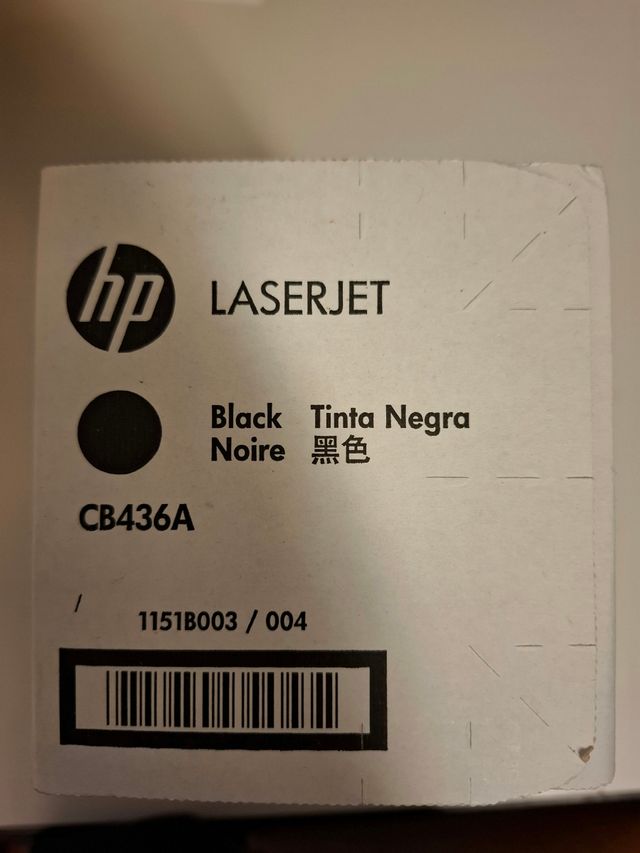 hp LASERJET
Black Tinta Negra
Noire 黑色
CB436A
/
1151B003 / 004